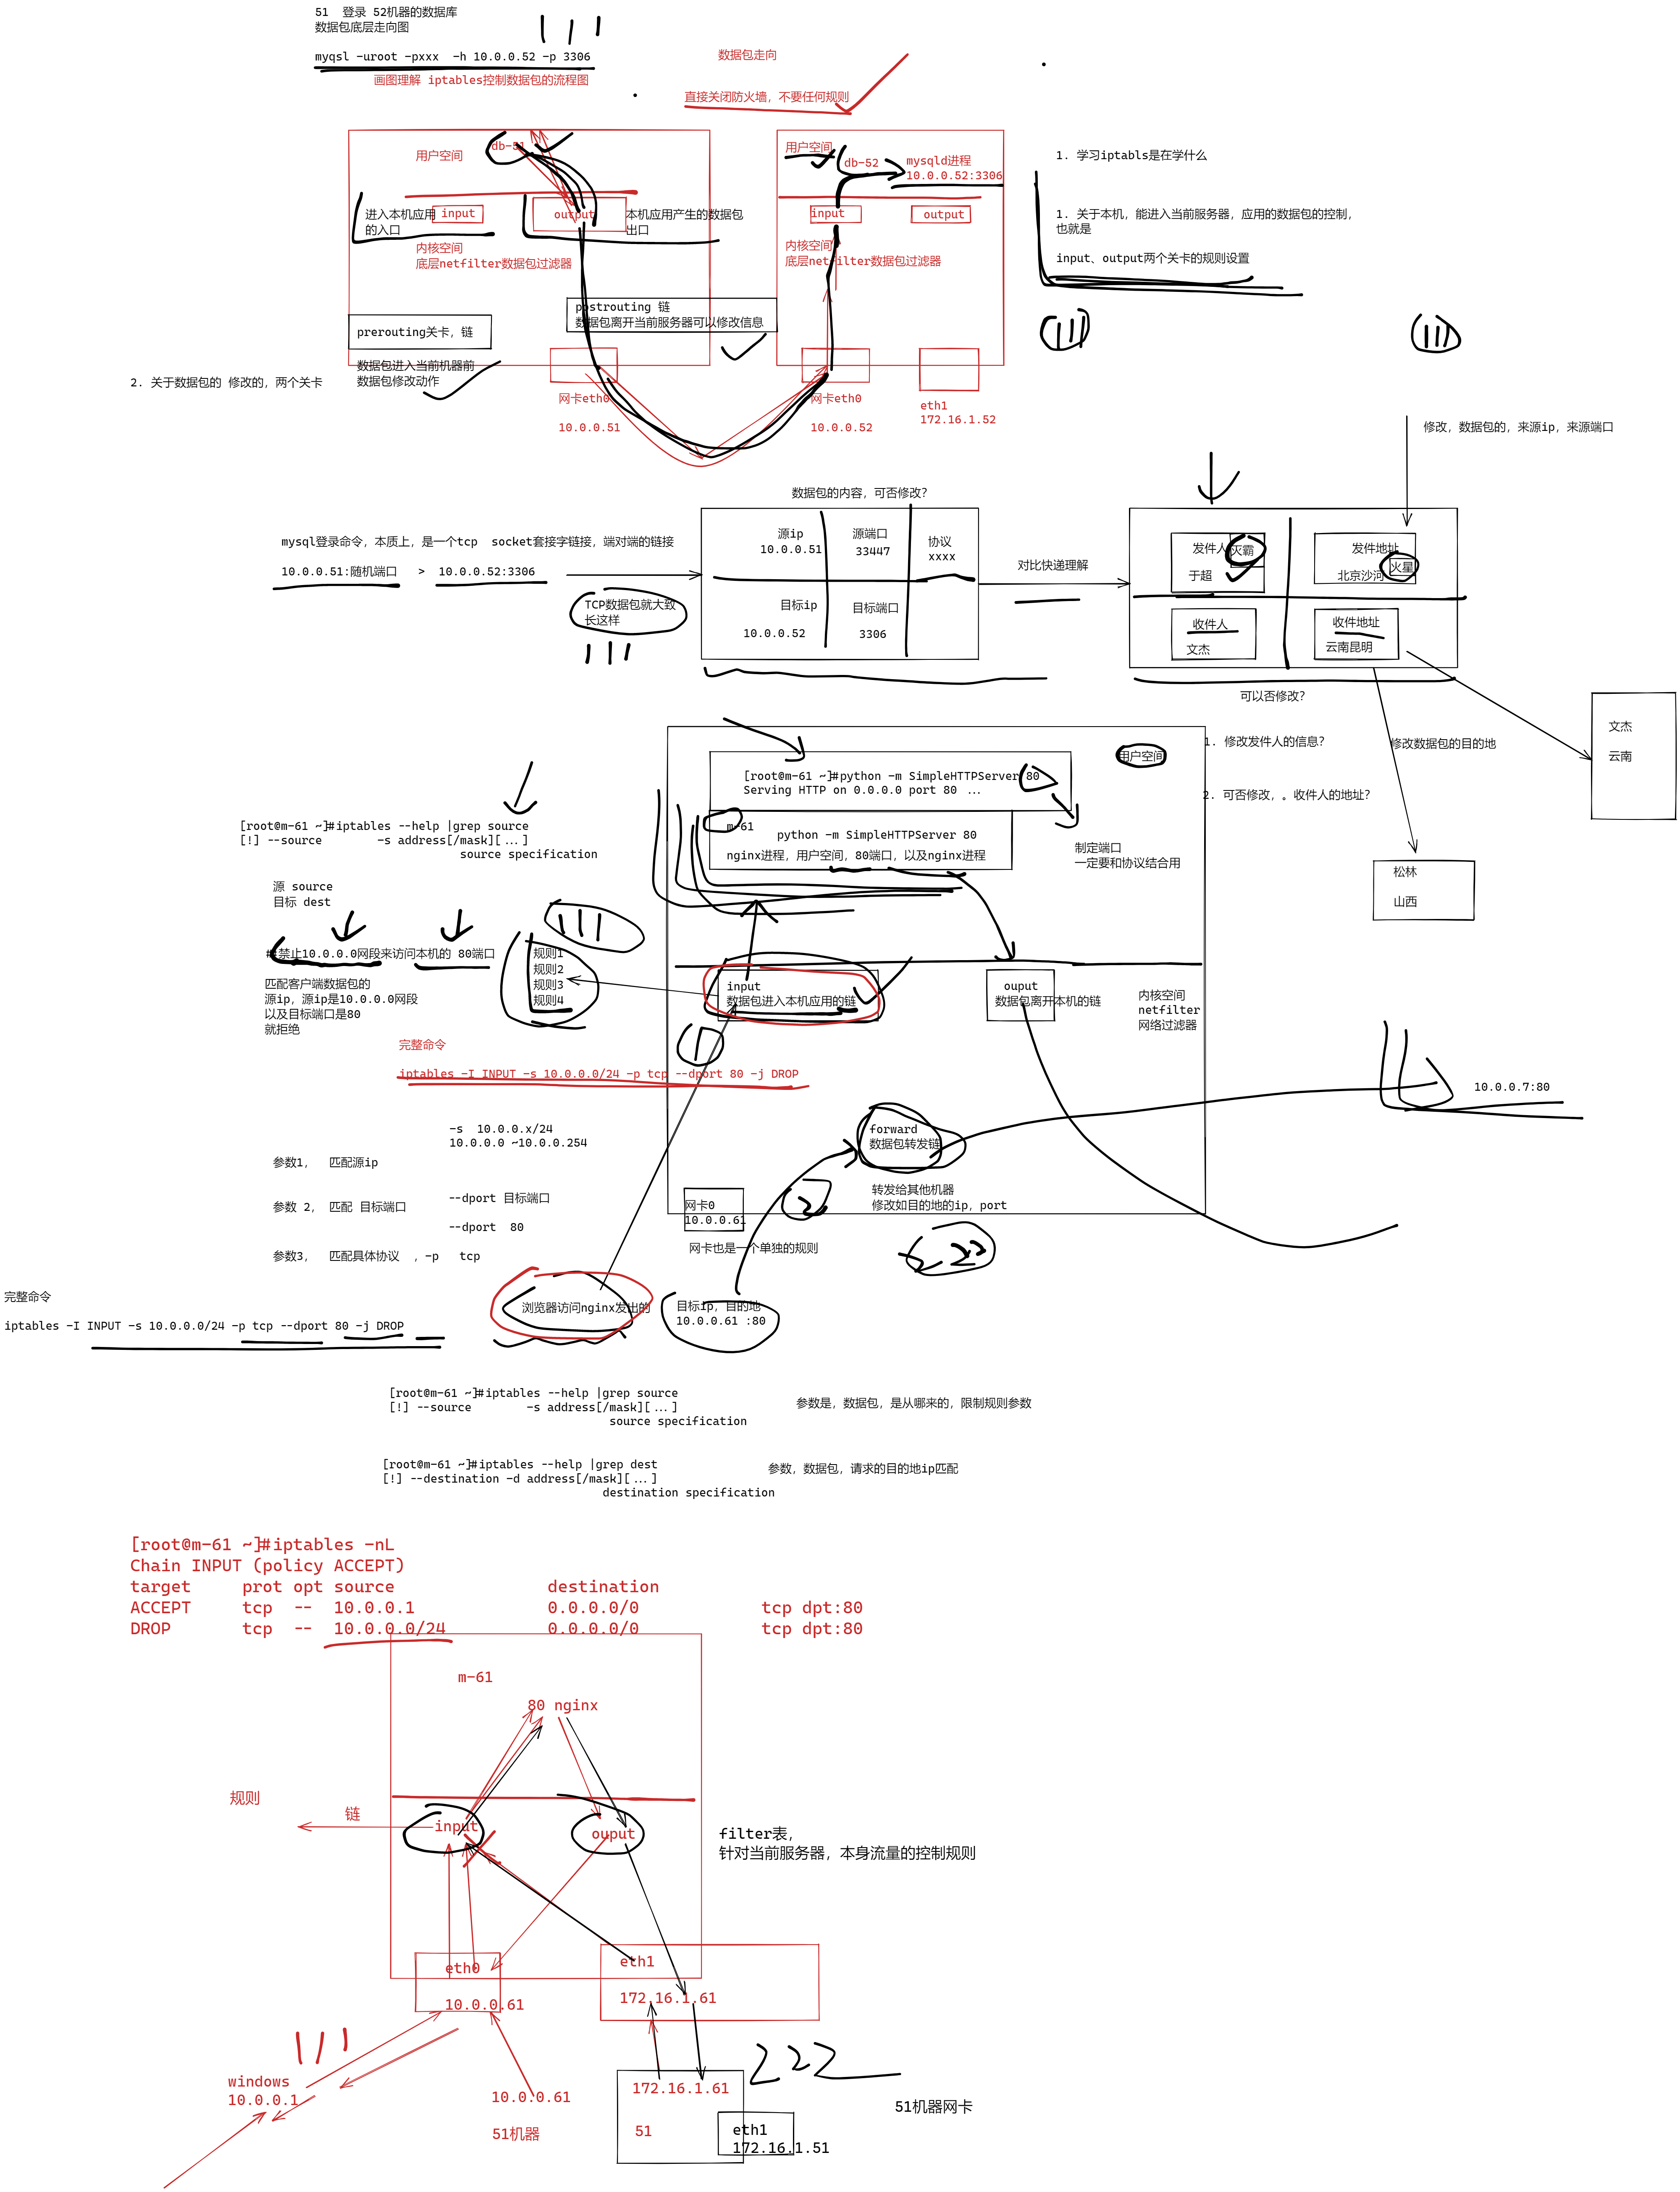 51  登录 52机器的数据库
数据包底层走向图
myqsl -uroot -pxxx  -h 10.0.0.52 -p 3306
画图理解 iptables控制数据包的流程图
数据包走向
直接关闭防火墙，不要任何规则
用户空间
db-51
进入本机应用
的入口
input
output
本机应用产生的数据包
出口
内核空间
底层netfilter数据包过滤器
postrouting 链
数据包离开当前服务器可以修改信息
prerouting关卡，链
数据包进入当前机器前
数据包修改动作
2. 关于数据包的 修改的，两个关卡
网卡eth0
10.0.0.51
用户空间
db-52
mysqld进程
10.0.0.52:3306
input
output
内核空间
底层netfilter数据包过滤器
网卡eth0
10.0.0.52
eth1
172.16.1.52
1. 学习iptabls是在学什么
1. 关于本机，能进入当前服务器，应用的数据包的控制，
也就是
input、output两个关卡的规则设置
修改，数据包的，来源ip，来源端口
数据包的内容，可否修改？
mysql登录命令，本质上，是一个tcp  socket套接字链接，端对端的链接
10.0.0.51:随机端口   >  10.0.0.52:3306
TCP数据包就大致
长这样
源ip
10.0.0.51
源端口
33447
协议
xxxx
目标ip
10.0.0.52
目标端口
3306
对比快递理解
发件人
灭霸
于超
发件地址
火星
北京沙河
收件人
文杰
收件地址
云南昆明
可以否修改？
1. 修改发件人的信息？
2. 可否修改，。收件人的地址？
修改数据包的目的地
文杰
云南
松林
山西
[root@m-61 ~]#python -m SimpleHTTPServer 80
Serving HTTP on 0.0.0.0 port 80 ...
用户空间
m-61
python -m SimpleHTTPServer 80
nginx进程，用户空间，80端口，以及nginx进程
制定端口
一定要和协议结合用
[root@m-61 ~]#iptables --help |grep source
[!] --source        -s address[/mask][...]
source specification
源 source
目标 dest
#禁止10.0.0.0网段来访问本机的 80端口
匹配客户端数据包的
源ip，源ip是10.0.0.0网段
以及目标端口是80
就拒绝
规则1
规则2
规则3
规则4
input
数据包进入本机应用的链
ouput
数据包离开本机的链
内核空间
netfilter
网络过滤器
完整命令
iptables -I INPUT -s 10.0.0.0/24 -p tcp --dport 80 -j DROP
10.0.0.7:80
forward
数据包转发链
-s  10.0.0.x/24
10.0.0.0 ~10.0.0.254
参数1，  匹配源ip
转发给其他机器
修改如目的地的ip，port
网卡0
10.0.0.61
网卡也是一个单独的规则
--dport 目标端口
参数 2， 匹配 目标端口
--dport  80
参数3，  匹配具体协议  ，-p   tcp
完整命令
iptables -I INPUT -s 10.0.0.0/24 -p tcp --dport 80 -j DROP
浏览器访问nginx发出的
目标ip，目的地
10.0.0.61 :80
[root@m-61 ~]#iptables --help |grep source
[!] --source        -s address[/mask][...]
source specification
参数是，数据包，是从哪来的，限制规则参数
[root@m-61 ~]#iptables --help |grep dest
[!] --destination -d address[/mask][...]
destination specification
参数，数据包，请求的目的地ip匹配
[root@m-61 ~]#iptables -nL
Chain INPUT (policy ACCEPT)
target     prot opt source               destination
ACCEPT     tcp  --  10.0.0.1             0.0.0.0/0            tcp dpt:80
DROP       tcp  --  10.0.0.0/24          0.0.0.0/0            tcp dpt:80
m-61
80 nginx
规则
链
input
ouput
filter表，
针对当前服务器，本身流量的控制规则
eth0
10.0.0.61
eth1
172.16.1.61
windows
10.0.0.1
10.0.0.61
51机器
172.16.1.61
51
eth1
172.16.1.51
51机器网卡